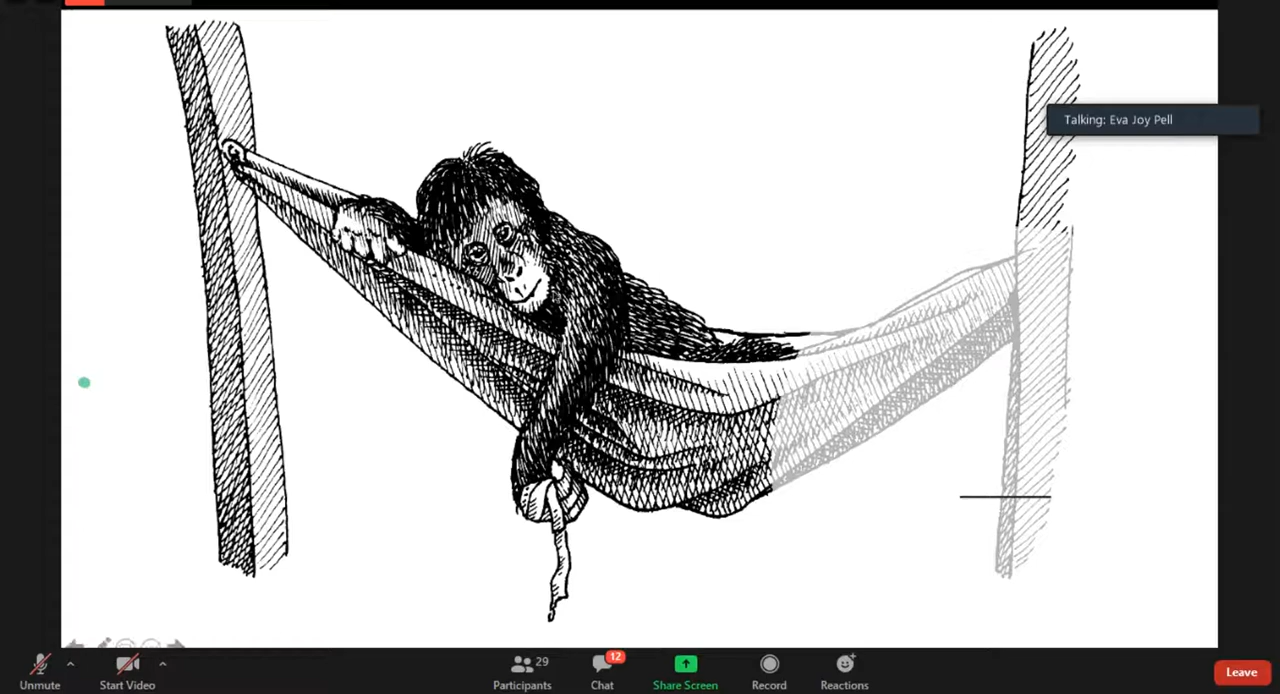 Talking: Eva Joy Pell
29
12
Unmute
Start Video
Participants
Chat
Share Screen
Record
Reactions
Leave